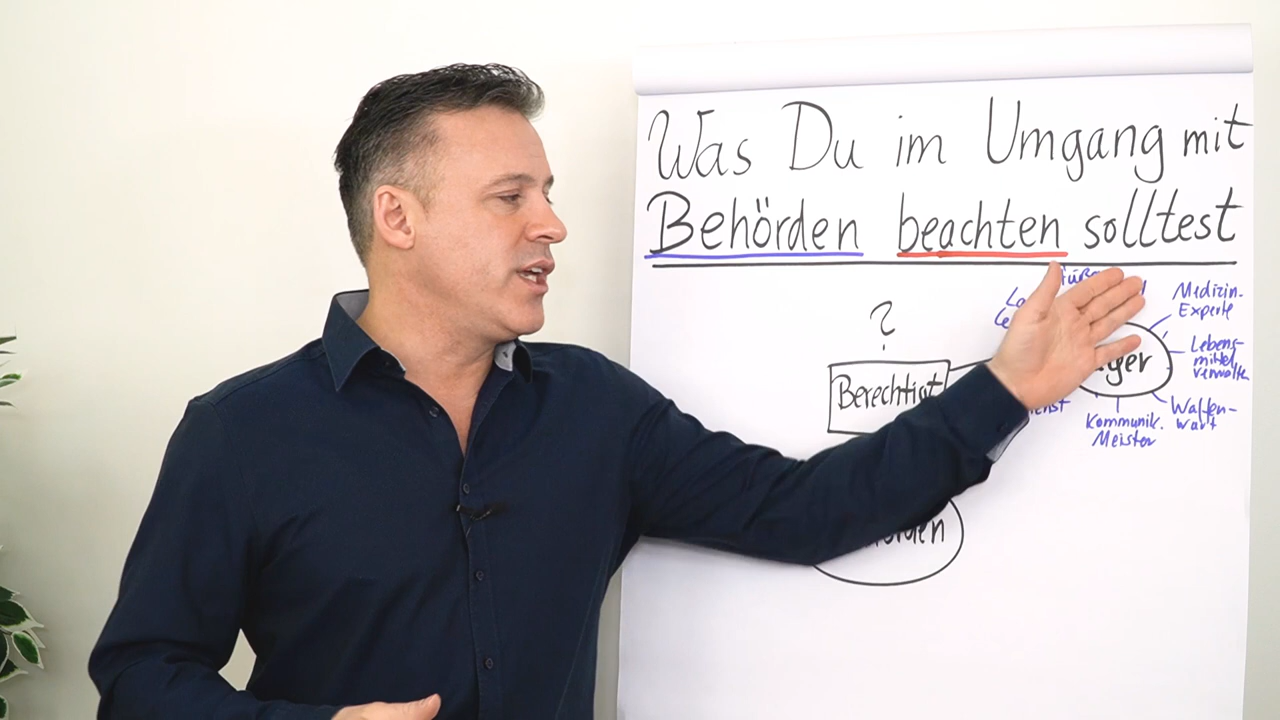 Was Du im Umgang mit
Behörden beachten solltest
?
Medizin-
Experte
Lebens-
mittel
verwalter
Waffen-
wart
Kommunik.
Meister
Berechtigt